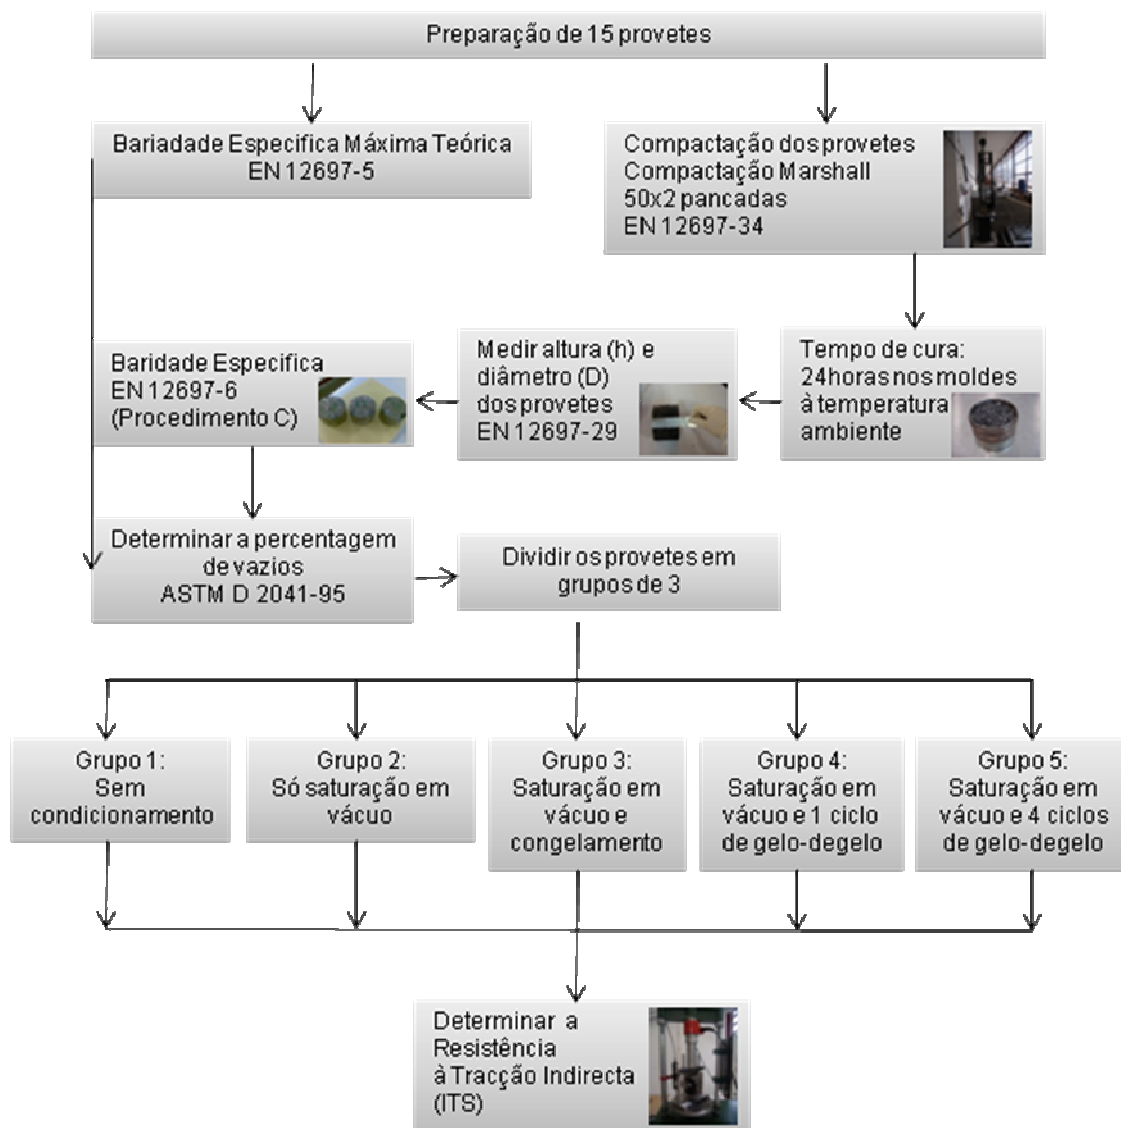 Preparação de 15 provetes
Bariadade Especifica Máxima Teórica
EN 12697-5
Compactação dos provetes
Compactação Marshall
50x2 pancadas
EN 12697-34
Baridade Especifica
EN 12697-6
(Procedimento C)
Medir altura (h) e
diâmetro (D)
dos provetes
EN 12697-29
Tempo de cura:
24horas nos moldes
à temperatura
ambiente
Determinar a percentagem
de vazios
ASTM D 2041-95
Dividir os provetes em
grupos de 3
Grupo 1:
Sem
condicionamento
Grupo 2:
Só saturação em
vácuo
Grupo 3:
Saturação em
vácuo e
congelamento
Grupo 4:
Saturação em
vácuo e 1 ciclo
de gelo-degelo
Grupo 5:
Saturação em
vácuo e 4 ciclos
de gelo-degelo
Determinar a
Resistência
à Tracção Indirecta
(ITS)